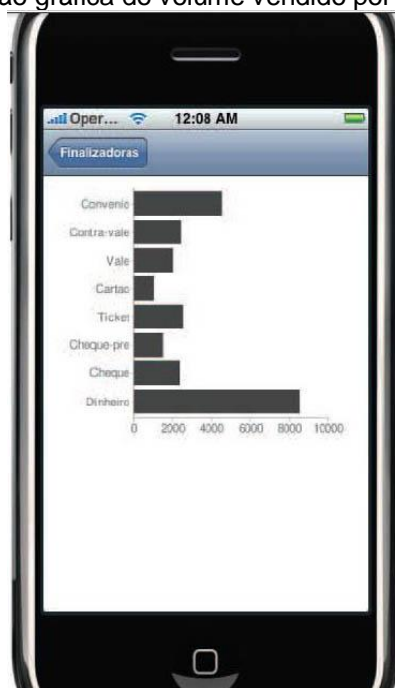 ão gráfica do volume vendido por
Oper... 12:08 AM
Finalizadoras
Convenio
Contra-vale
Vale
Cartao
Ticket
Cheque-pre
Cheque
Dinheiro
0 2000 4000 6000 8000 10000